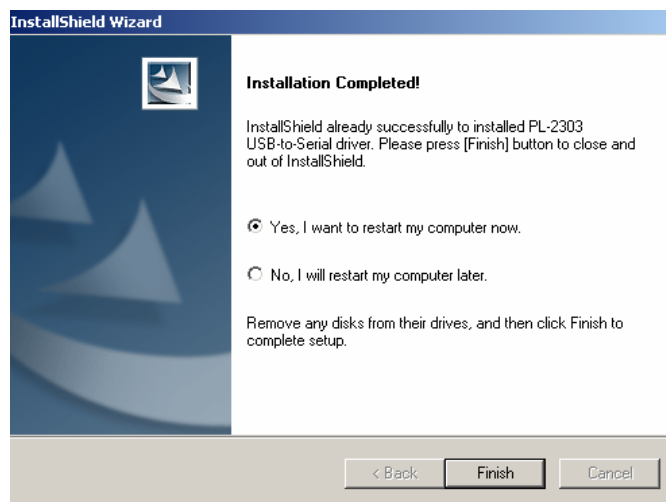 InstallShield Wizard
Installation Completed!
InstallShield already successfully to installed PL-2303
USB-to-Serial driver. Please press [Finish] button to close and
out of InstallShield.
Yes, I want to restart my computer now.
No, I will restart my computer later.
Remove any disks from their drives, and then click Finish to
complete setup.
< Back Finish Cancel